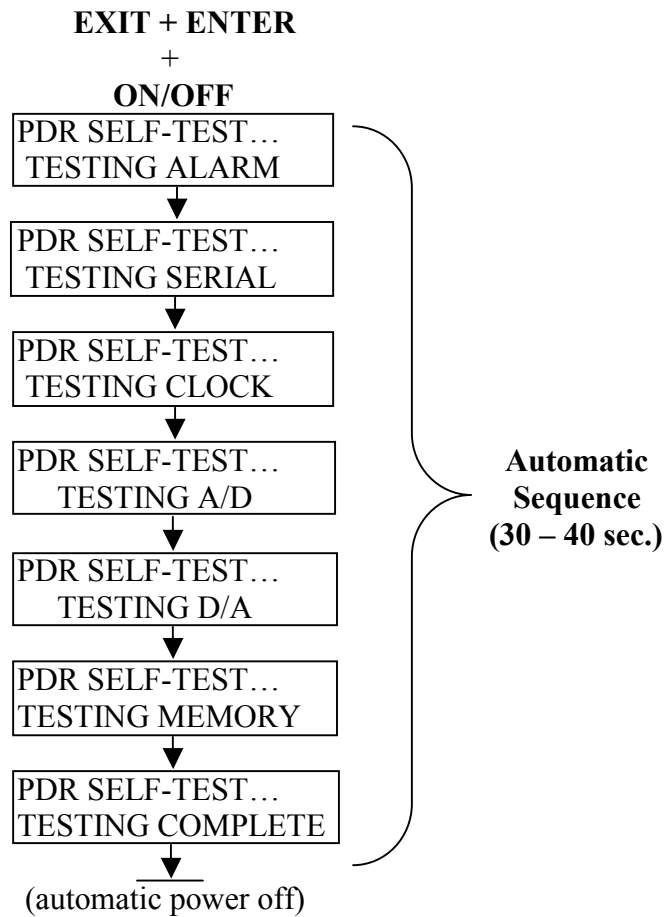 EXIT + ENTER
+
ON/OFF
PDR SELF-TEST…
TESTING ALARM
PDR SELF-TEST…
TESTING SERIAL
PDR SELF-TEST…
TESTING CLOCK
PDR SELF-TEST…
TESTING A/D
PDR SELF-TEST…
TESTING D/A
PDR SELF-TEST…
TESTING MEMORY
PDR SELF-TEST…
TESTING COMPLETE
(automatic power off)
Automatic
Sequence
(30 – 40 sec.)